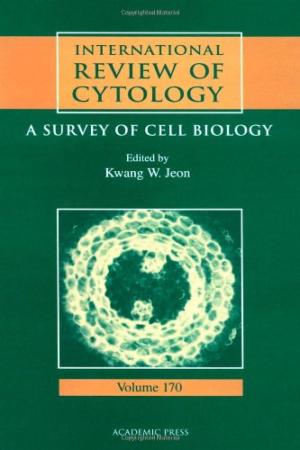 INTERNATIONAL
REVIEW OF
CYTOLOGY
A SURVEY OF CELL BIOLOGY
Edited by
Kwang W. Jeon
Volume 170
ACADEMIC PRESS